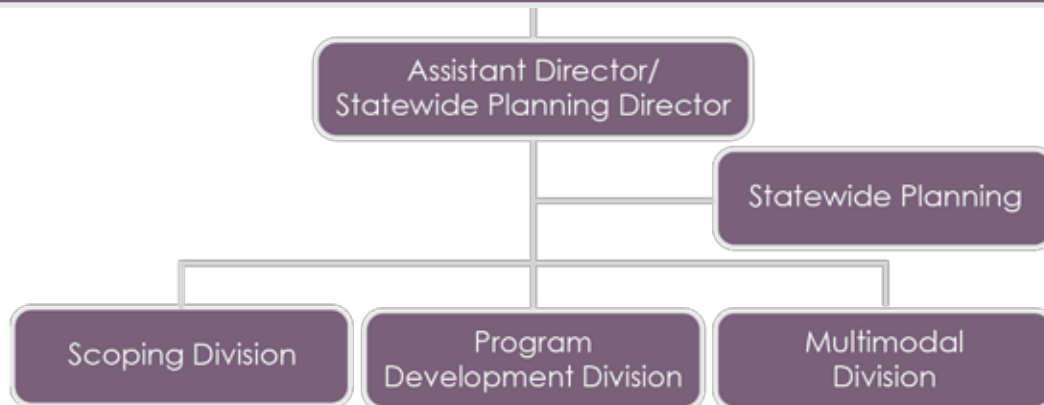 Assistant Director/
Statewide Planning Director
Statewide Planning
Scoping Division
Program
Development Division
Multimodal
Division